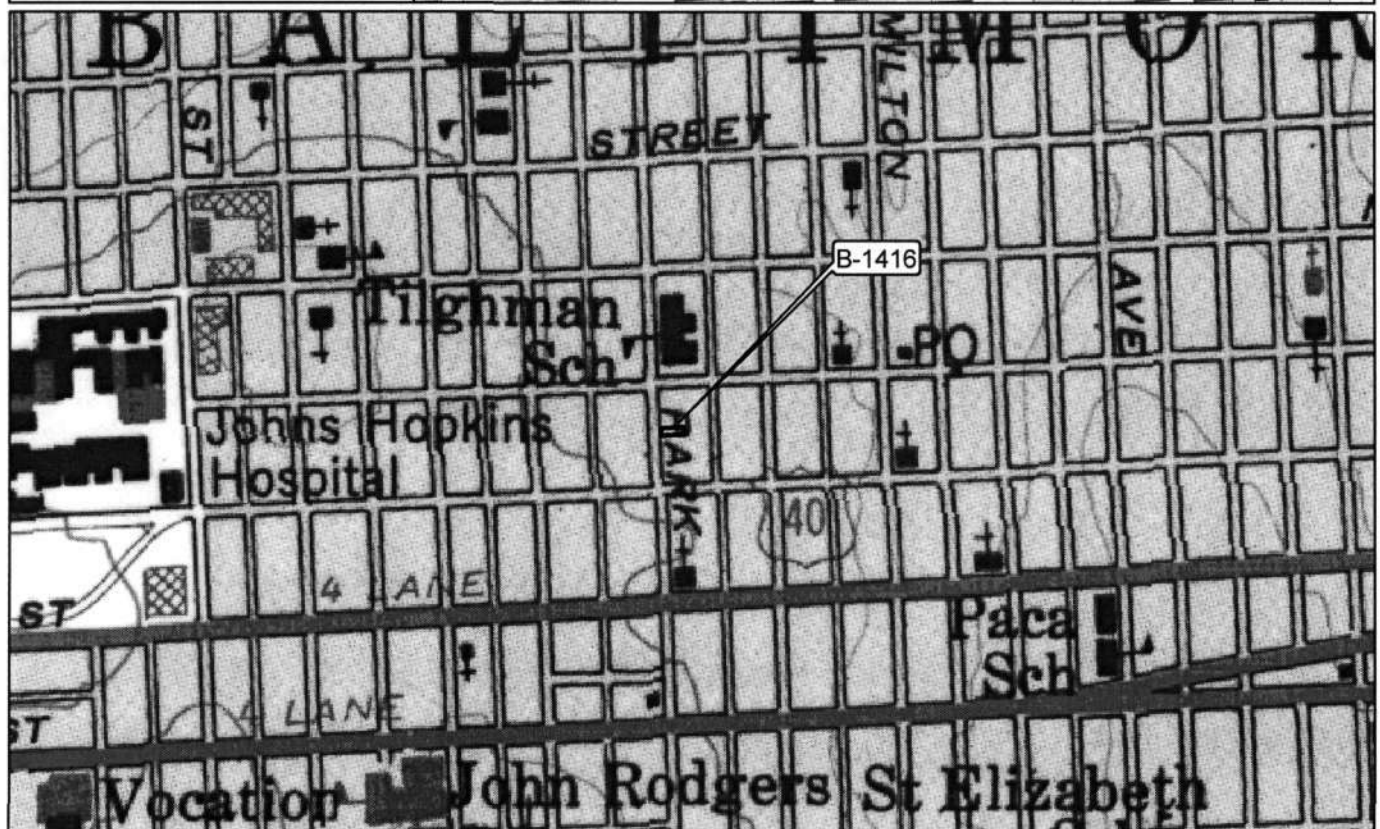 BALTIMOR
MILTON
ST
STREET
B-1416
AVE
Tilghman
Sch
PO
Johns Hopkins
Hospital
PARK
40
4 LANE
ST
Paca
Sch
4 LANE
ST
Vocation
John Rodgers
St Elizabeth